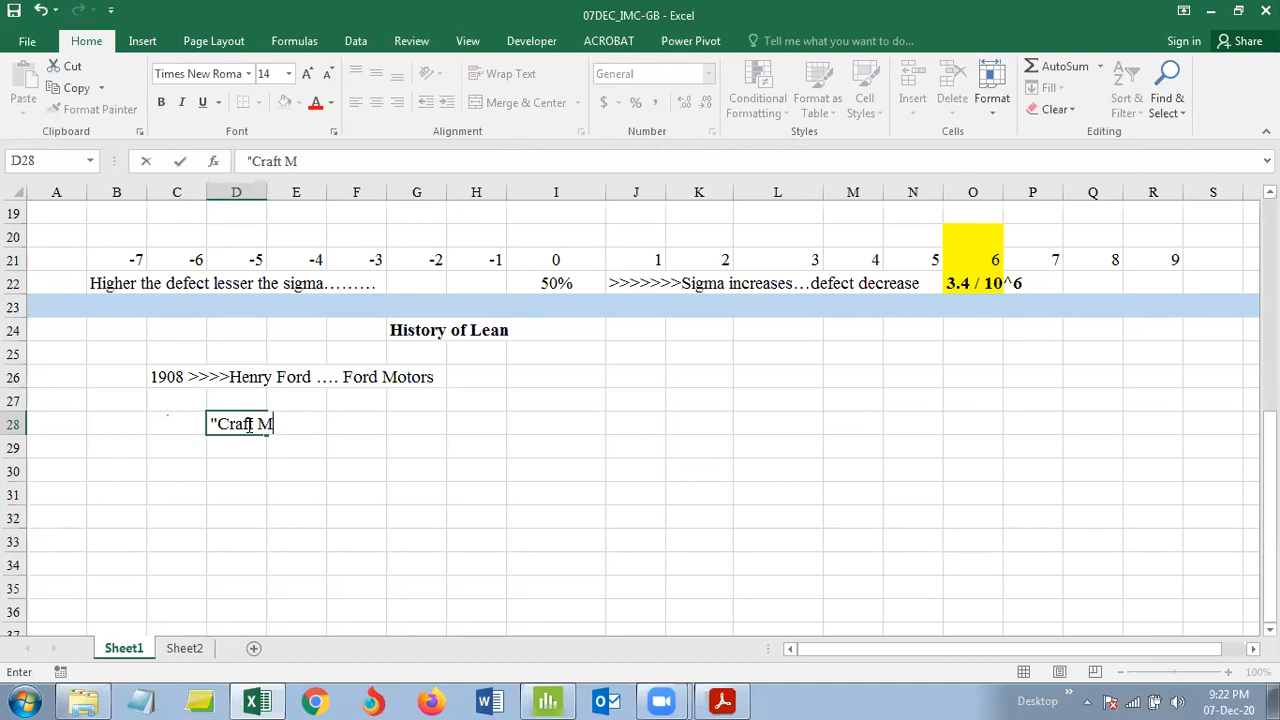 07DEC_IMC-GB - Excel
File Home Insert Page Layout Formulas Data Review View Developer ACROBAT Power Pivot Tell me what you want to do... Sign in Share
Paste Cut Copy Format Painter
Clipboard
Times New Roma 14
B I U
Font
Wrap Text
Merge & Center
Alignment
General
$ % ,
Number
Conditional Formatting Format as Table Cell Styles
Styles
Insert Delete Format
Cells
AutoSum Fill Clear
Sort & Filter Find & Select
Editing
D28 fx "Craft M
A B C D E F G H I J K L M N O P Q R S
19
20
21 -7 -6 -5 -4 -3 -2 -1 0 1 2 3 4 5 6 7 8 9
22 Higher the defect lesser the sigma……… 50% >>>>>>>Sigma increases…defect decrease 3.4 / 10^6
23
24 History of Lean
25
26 1908 >>>>Henry Ford …. Ford Motors
27
28 "Craft M
29
30
31
32
33
34
35
36
37
Sheet1 Sheet2
Enter 100%
Desktop 9:22 PM
07-Dec-20